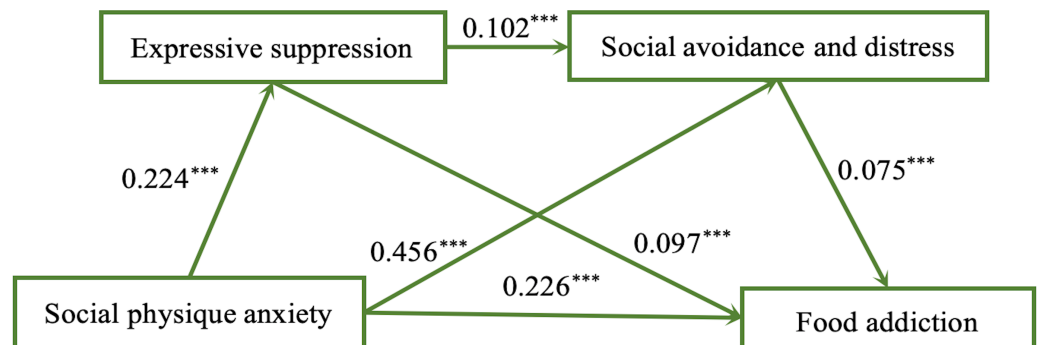 0.102***
Expressive suppression
Social avoidance and distress
0.224***
0.075***
0.456***
0.097***
0.226***
Social physique anxiety
Food addiction